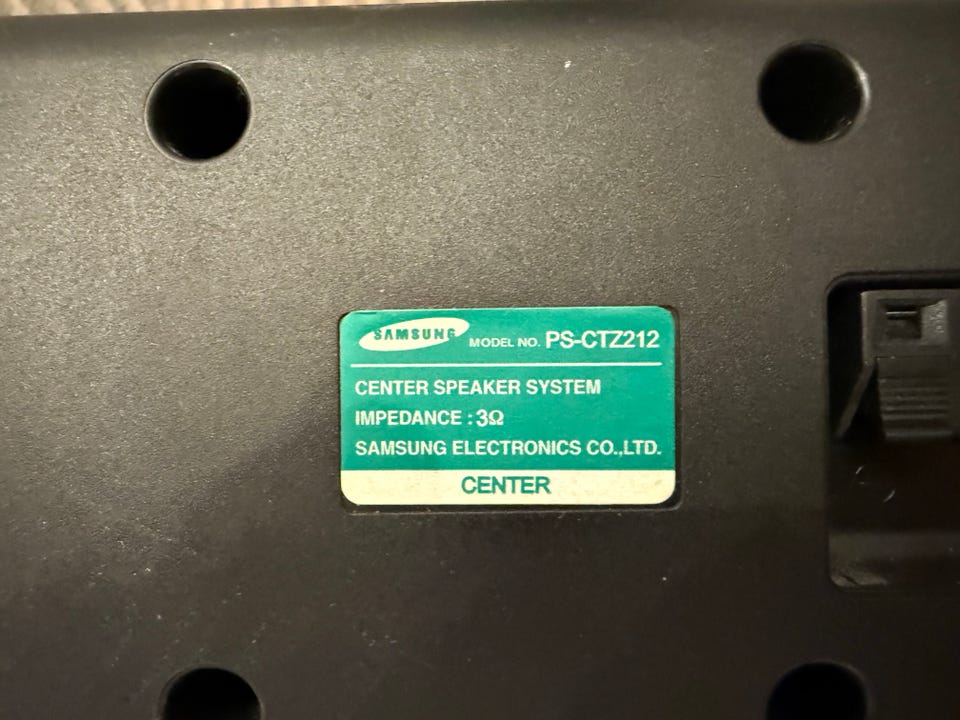 SAMSUNG MODEL NO. PS-CTZ212
CENTER SPEAKER SYSTEM
IMPEDANCE : 3Ω
SAMSUNG ELECTRONICS CO.,LTD.
CENTER